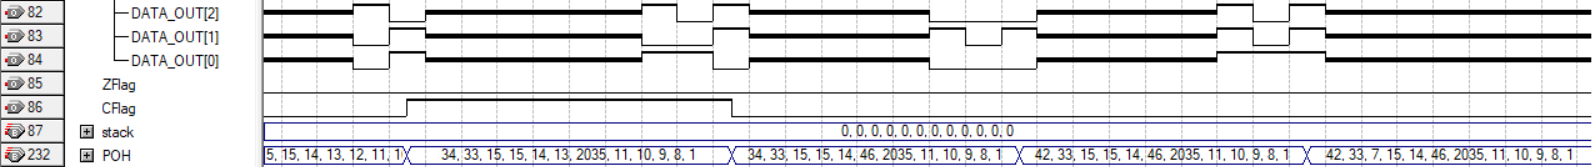 82 DATA_OUT[2]
83 DATA_OUT[1]
84 DATA_OUT[0]
85 ZFlag
86 CFlag
87 stack 0, 0, 0, 0, 0, 0, 0, 0, 0, 0, 0, 0
232 POH 5, 15, 14, 13, 12, 11, 1 34, 33, 15, 15, 14, 13, 2035, 11, 10, 9, 8, 1 34, 33, 15, 15, 14, 46, 2035, 11, 10, 9, 8, 1 42, 33, 15, 15, 14, 46, 2035, 11, 10, 9, 8, 1 42, 33, 7, 15, 14, 46, 2035, 11, 10, 9, 8, 1